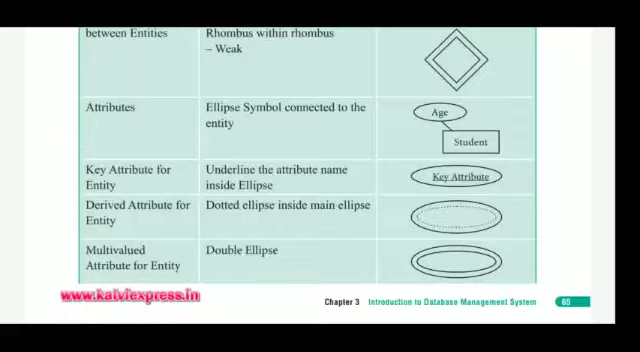 between Entities
Rhombus within rhombus
– Weak
Attributes
Ellipse Symbol connected to the
entity
Age
Student
Key Attribute for
Entity
Underline the attribute name
inside Ellipse
Key Attribute
Derived Attribute for
Entity
Dotted ellipse inside main ellipse
Multivalued
Attribute for Entity
Double Ellipse
www.kalviexpress.in
Chapter 3 Introduction to Database Management System 65